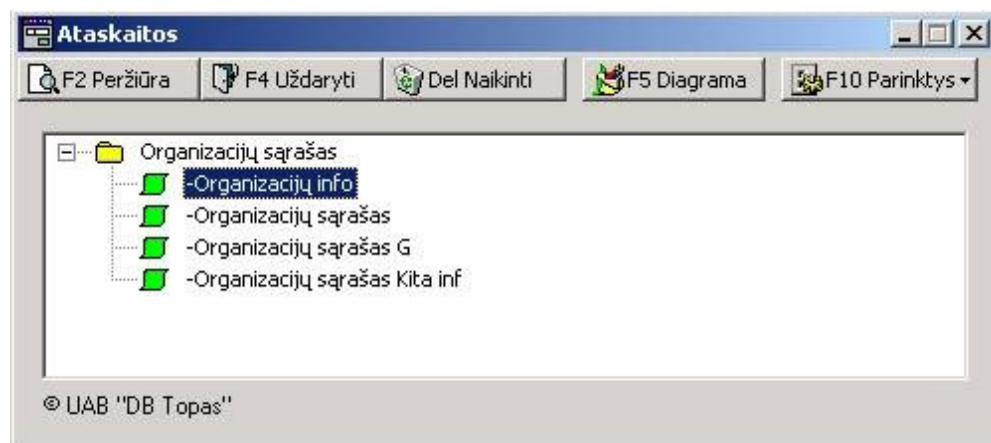 Ataskaitos
F2 Peržiūra F4 Uždaryti Del Naikinti F5 Diagrama F10 Parinktys
Organizacijų sąrašas
-Organizacijų info
-Organizacijų sąrašas
-Organizacijų sąrašas G
-Organizacijų sąrašas Kita inf
© UAB "DB Topas"